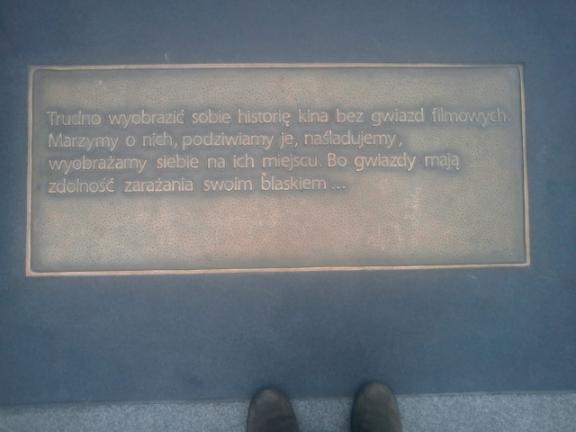 Trudno wyobrazić sobie historię kina bez gwiazd filmowych.
Marzymy o nich, podziwiamy je, naśladujemy,
wyobrażamy siebie na ich miejscu. Bo gwiazdy mają
zdolność zarażania swoim blaskiem ...